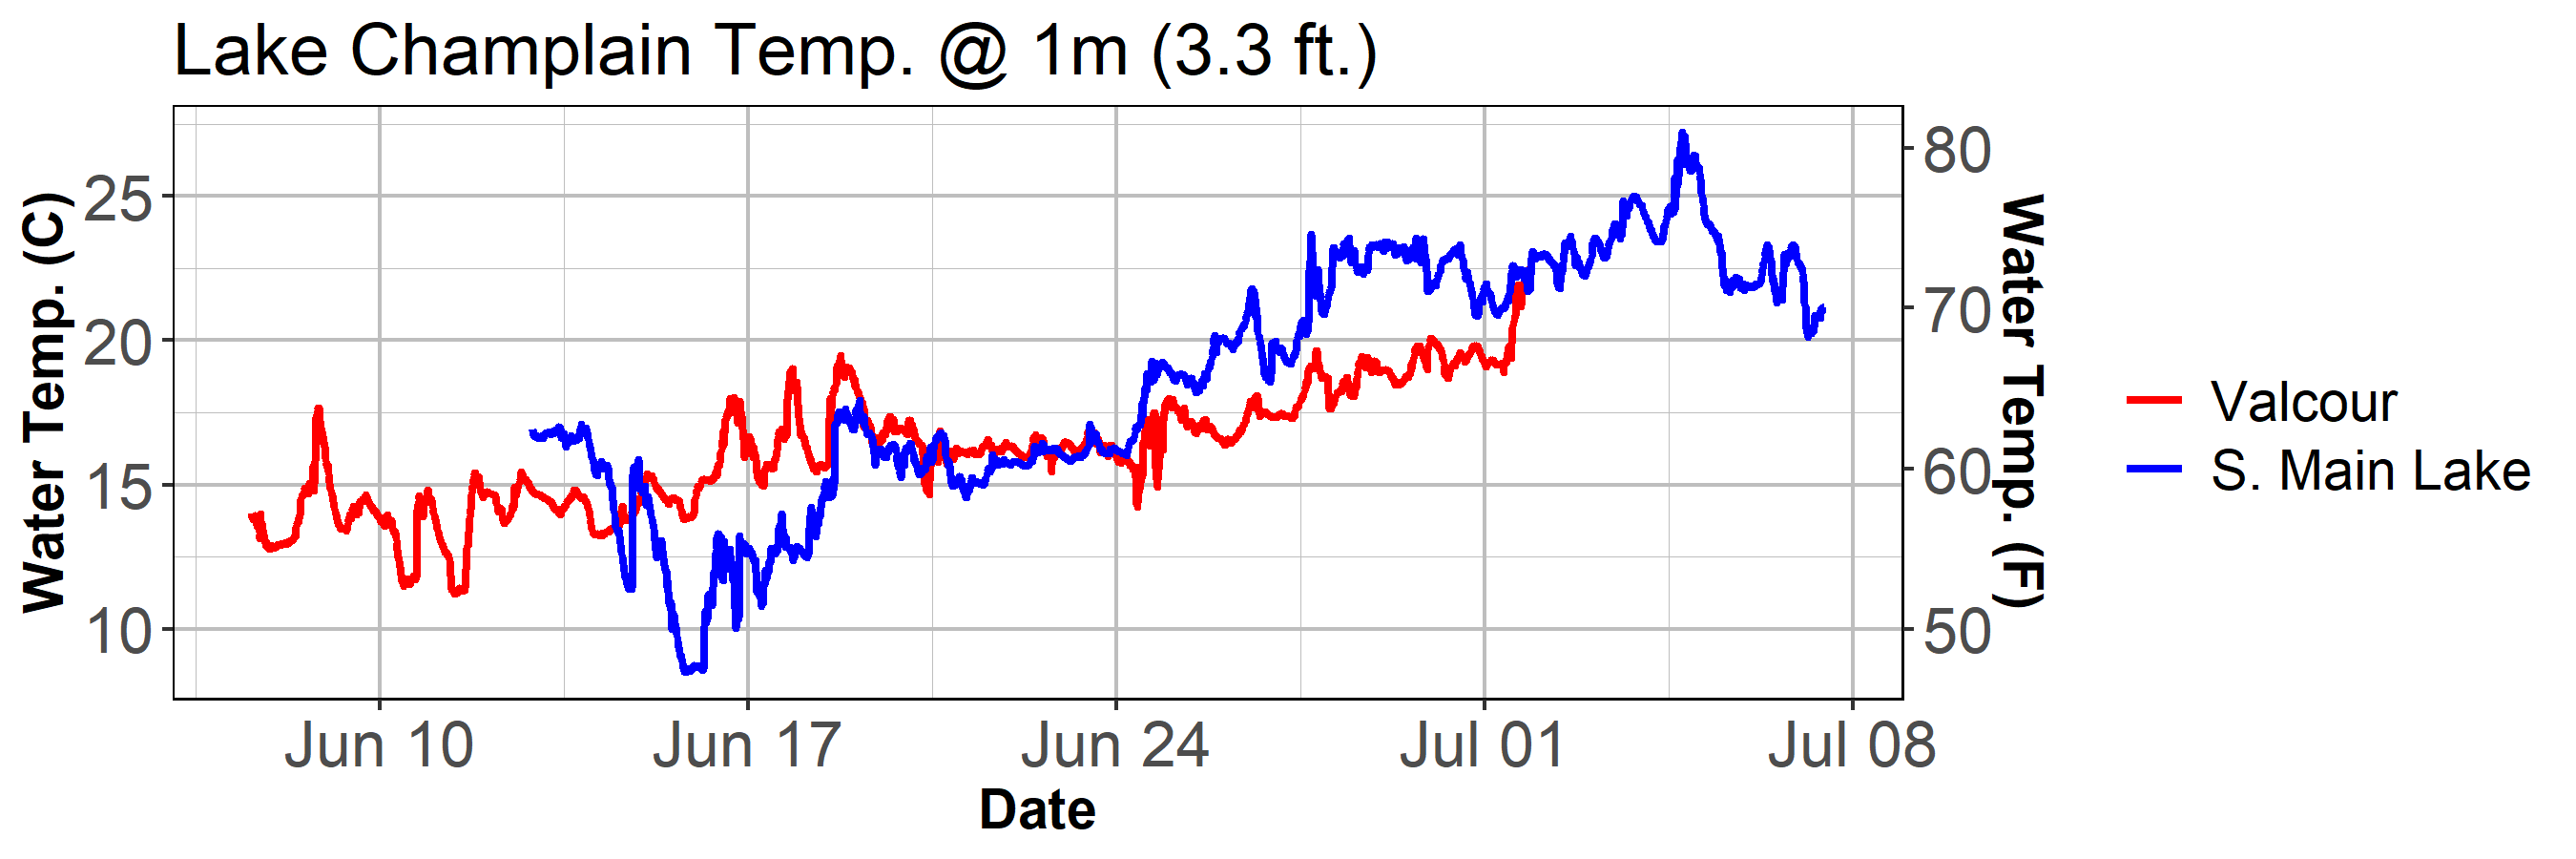 Lake Champlain Temp. @ 1m (3.3 ft.)
Water Temp. (C)
25
20
15
10
80
70
60
50
Water Temp. (F)
Jun 10
Jun 17
Jun 24
Jul 01
Jul 08
Date
Valcour
S. Main Lake